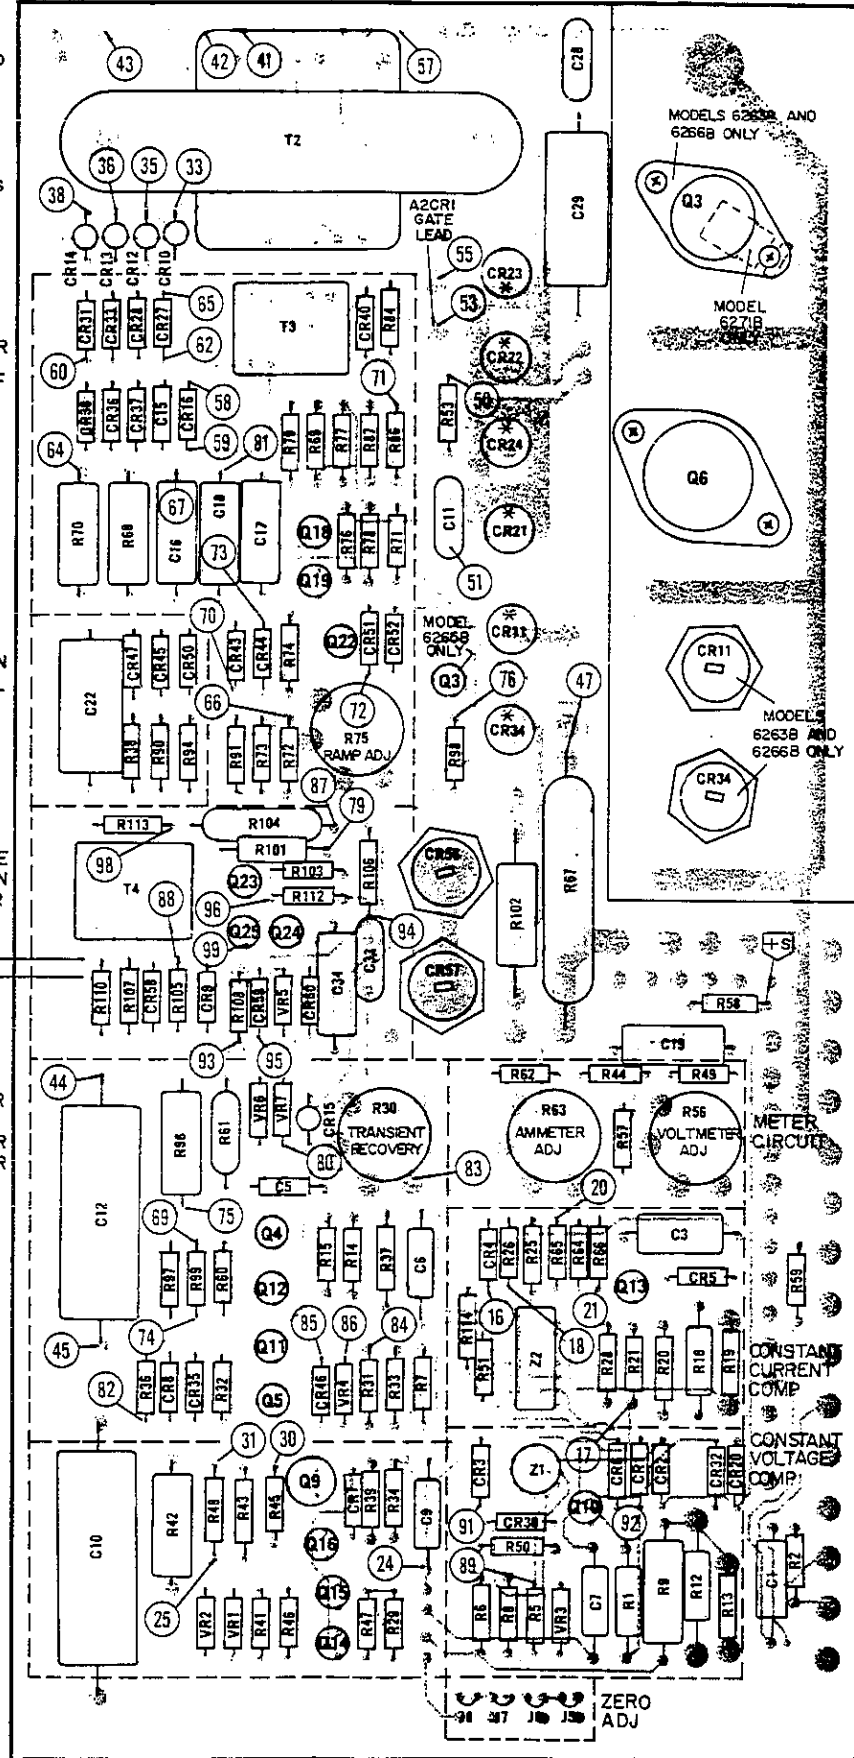 43 42 41 57 C28
T2
MODELS 6263B AND
6266B ONLY
36 35 33
38
A2CR1
GATE
LEAD
C29
Q3
CR14 CR13 CR12 CR10
55 CR23
53
MODEL
6271B
ONLY
CR31 CR33 CR28 CR27 65
T3
CR40 R84
60 62
CR22
71
CR36 CR37 C15 CR16 58
59
R79 R69 R77 R87 R86
R53 50
CR24
64 81
Q6
R70 R68 67 C16 C18 C17
73
Q18 R76 R78 R71
C11 CR21
Q19
51
70
CR47 CR45 CR50 CR43 CR44 R74
Q22 CR51 CR52
MODEL
6265B
ONLY
Q3
76 47
CR11
C22
66
72
R75
RAMP ADJ
CR34
MODELS
6263B AND
6266B ONLY
R90 R94 R91 R73 R72
R98
CR34
87 79
R113 R104
R101
98
T4
R103
R106
Q23
R112
CR56
R102 R67
88 96
Q25 Q24
99
94
+S
R110 R107 CR58 R105 CR9 R108 CR59 VR5 CR60 C34
CR57
R58
93 95
C19
44
R62 R44 R49
R96 R61 VR6 VR7 CR15
R30
TRANSIENT
RECOVERY
R63
AMMETER
ADJ
R57
R56
VOLTMETER
ADJ
METER
CIRCUIT
80 83
C5
C12
69 75
20
Q4
R97 R99 R60
R15 R14 R37 C6
CR4 R26 R25 R65 R64 R66
C3
Q12
Q13 CR5
R59
74
85 86 84
16 18 21
45
Q11
R114
R51
Z2
R28 R21 R20 R18 R19
CONSTANT
CURRENT
COMP
82
R36 CR8 CR35 R32
Q5
CR46 VR4 R31 R33 R7
31 30
17
CONSTANT
VOLTAGE
COMP
Q9
CR3
Z1
CR6 CR1 CR2 CR32 CR20
C10
R42 R48 R43 R45
R39 R34 C9
91
CR38
Q10
92
Q16
R50
24
89
25
Q15
VR2 VR1 R41 R46
Q14
R47 R29
R6 R8 R5 VR3 C7 R1 R9 R12 R13
C1 R2
ZERO
ADJ